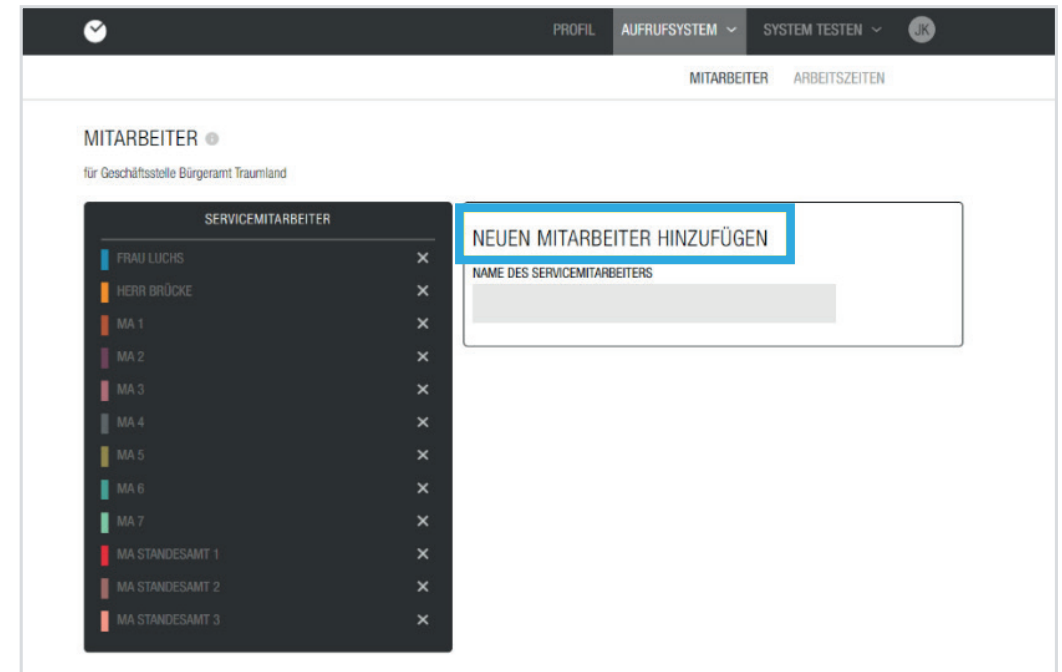 PROFIL AUFRUFSYSTEM SYSTEM TESTEN JK
MITARBEITER ARBEITSZEITEN
MITARBEITER
für Geschäftsstelle Bürgeramt Traumland
SERVICEMITARBEITER
FRAU LUCHS
HERR BRÜCKE
MA 1
MA 2
MA 3
MA 4
MA 5
MA 6
MA 7
MA STANDESAMT 1
MA STANDESAMT 2
MA STANDESAMT 3
NEUEN MITARBEITER HINZUFÜGEN
NAME DES SERVICEMITARBEITERS